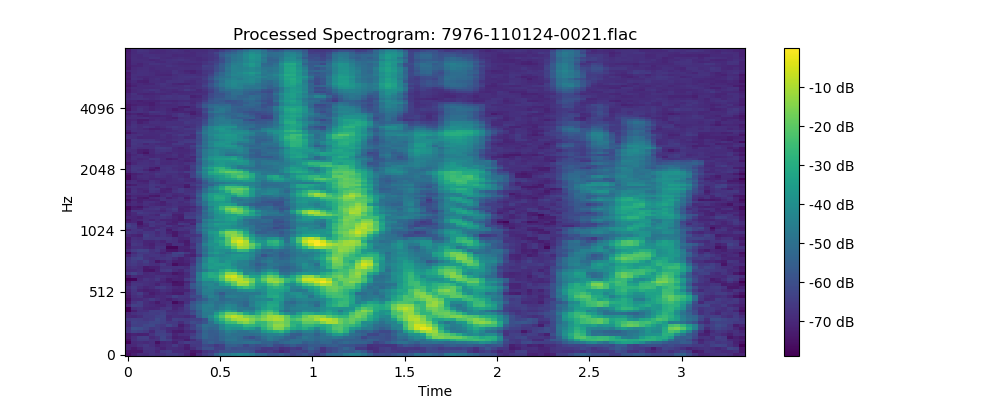 Processed Spectrogram: 7976-110124-0021.flac
Hz
4096
2048
1024
512
0
0
0.5
1
1.5
2
2.5
3
Time
-10 dB
-20 dB
-30 dB
-40 dB
-50 dB
-60 dB
-70 dB